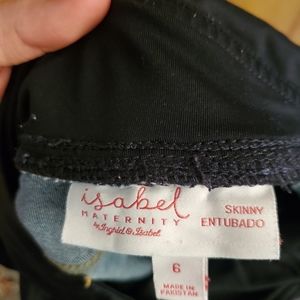 isabel
MATERNITY
by Ingrid & Isabel.
SKINNY
ENTUBADO
6
MADE IN
PAKISTAN